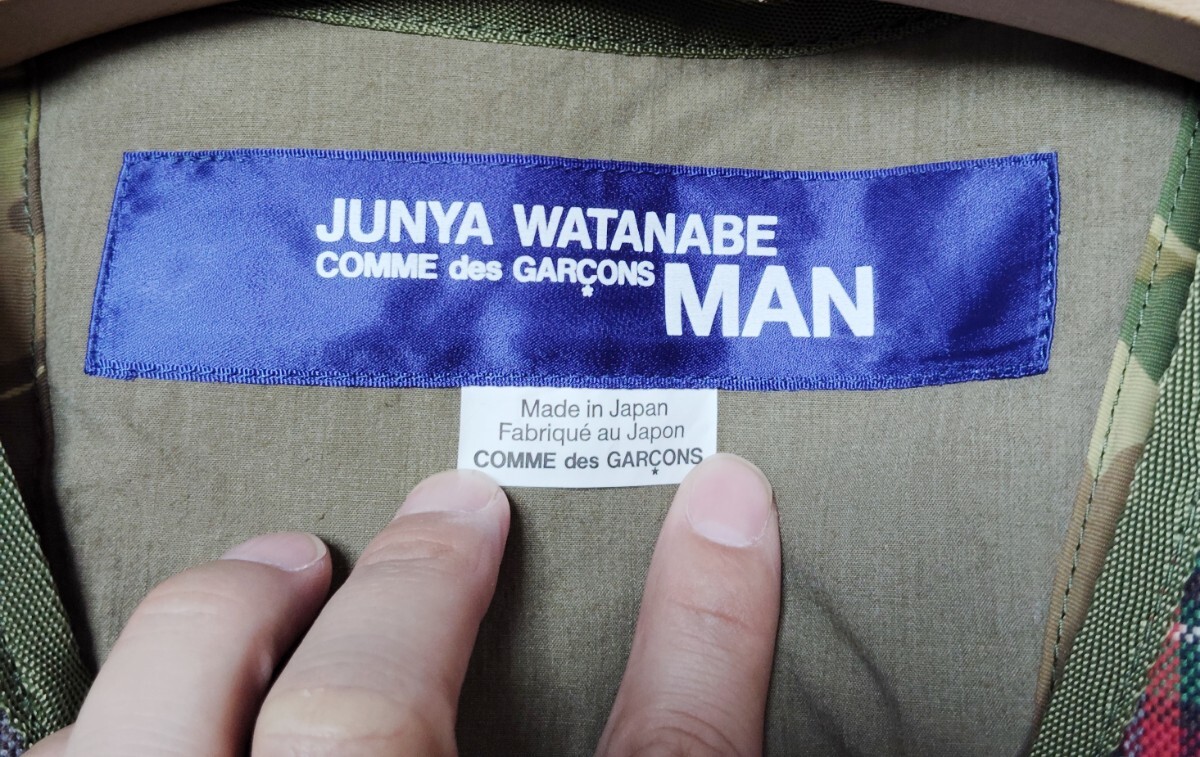 JUNYA WATANABE
COMME des GARÇONS MAN
Made in Japan
Fabriqué au Japon
COMME des GARÇONS